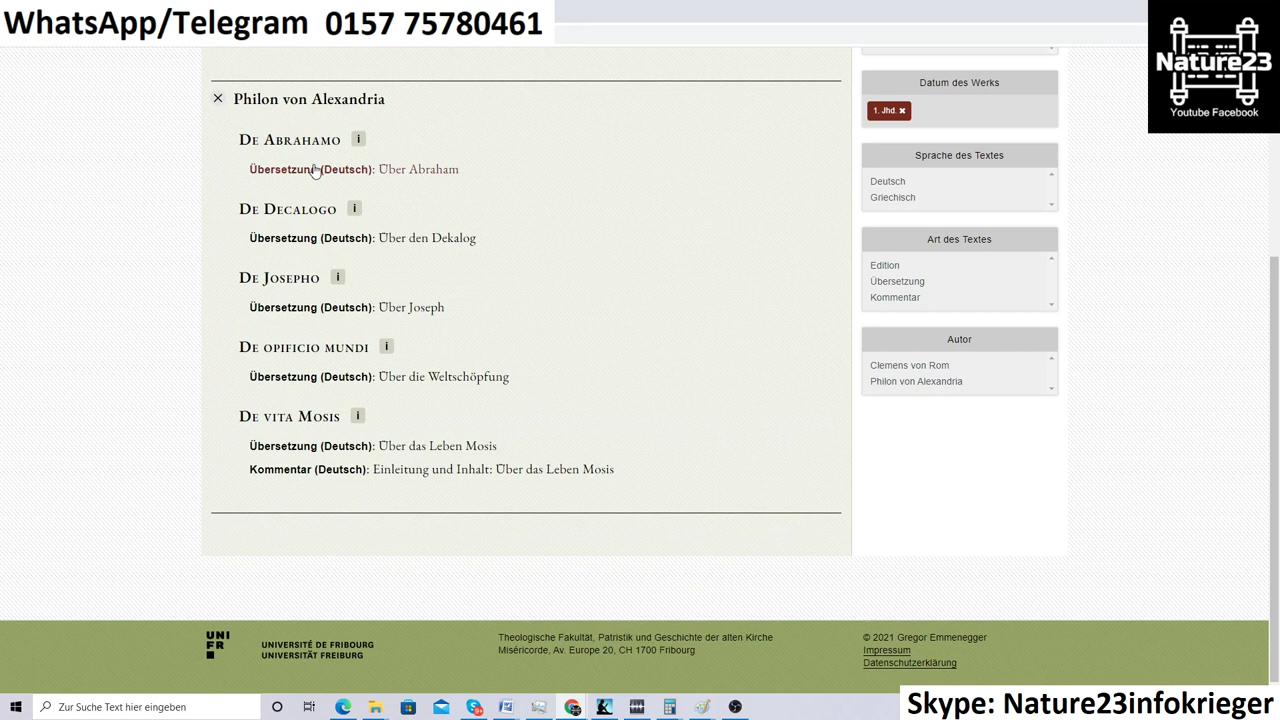 WhatsApp/Telegram 0157 75780461
Nature23
Youtube Facebook
Philon von Alexandria
De Abrahamo i
Übersetzung (Deutsch): Über Abraham
De Decalogo i
Übersetzung (Deutsch): Über den Dekalog
De Josepho i
Übersetzung (Deutsch): Über Joseph
De opificio mundi i
Übersetzung (Deutsch): Über die Weltschöpfung
De vita Mosis i
Übersetzung (Deutsch): Über das Leben Mosis
Kommentar (Deutsch): Einleitung und Inhalt: Über das Leben Mosis
Datum des Werks
1. Jhd. ×
Sprache des Textes
Deutsch
Griechisch
Art des Textes
Edition
Übersetzung
Kommentar
Autor
Clemens von Rom
Philon von Alexandria
UNI
FR
UNIVERSITÉ DE FRIBOURG
UNIVERSITÄT FREIBURG
Theologische Fakultät, Patristik und Geschichte der alten Kirche
Miséricorde, Av. Europe 20, CH 1700 Fribourg
© 2021 Gregor Emmenegger
Impressum
Datenschutzerklärung
Zur Suche Text hier eingeben
Skype: Nature23infokrieger